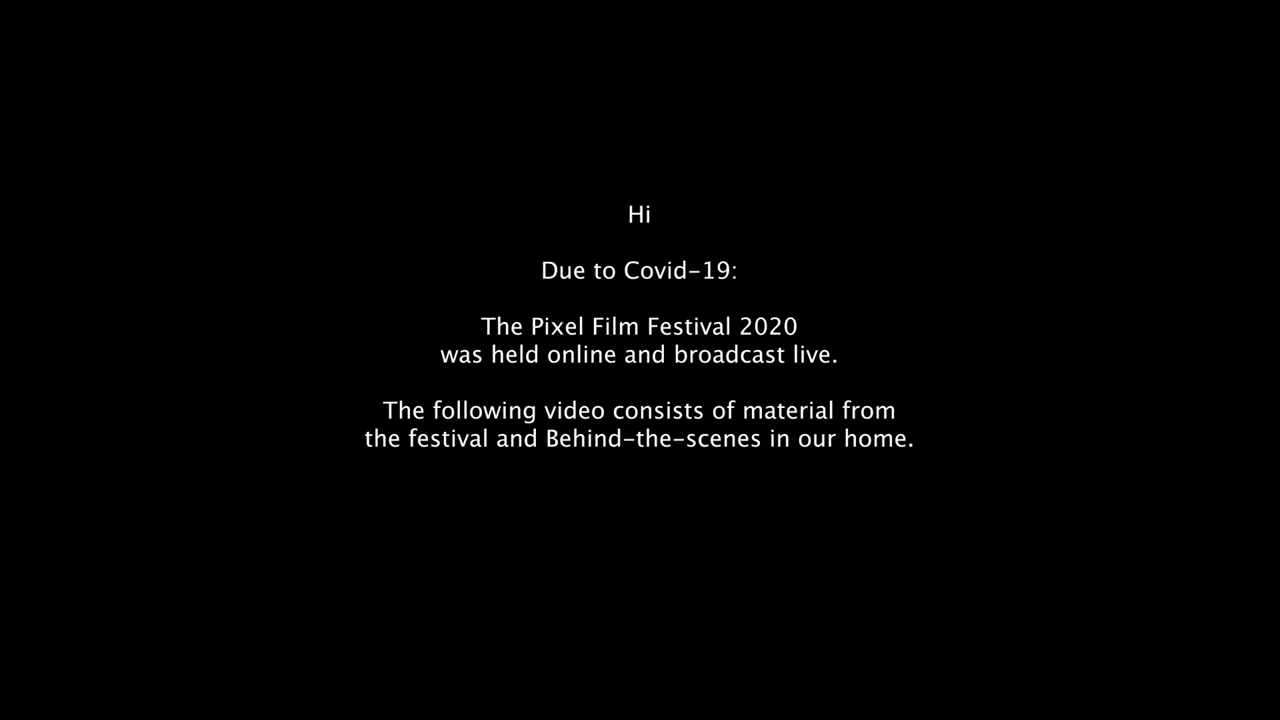 Hi
Due to Covid-19:
The Pixel Film Festival 2020
was held online and broadcast live.
The following video consists of material from
the festival and Behind-the-scenes in our home.